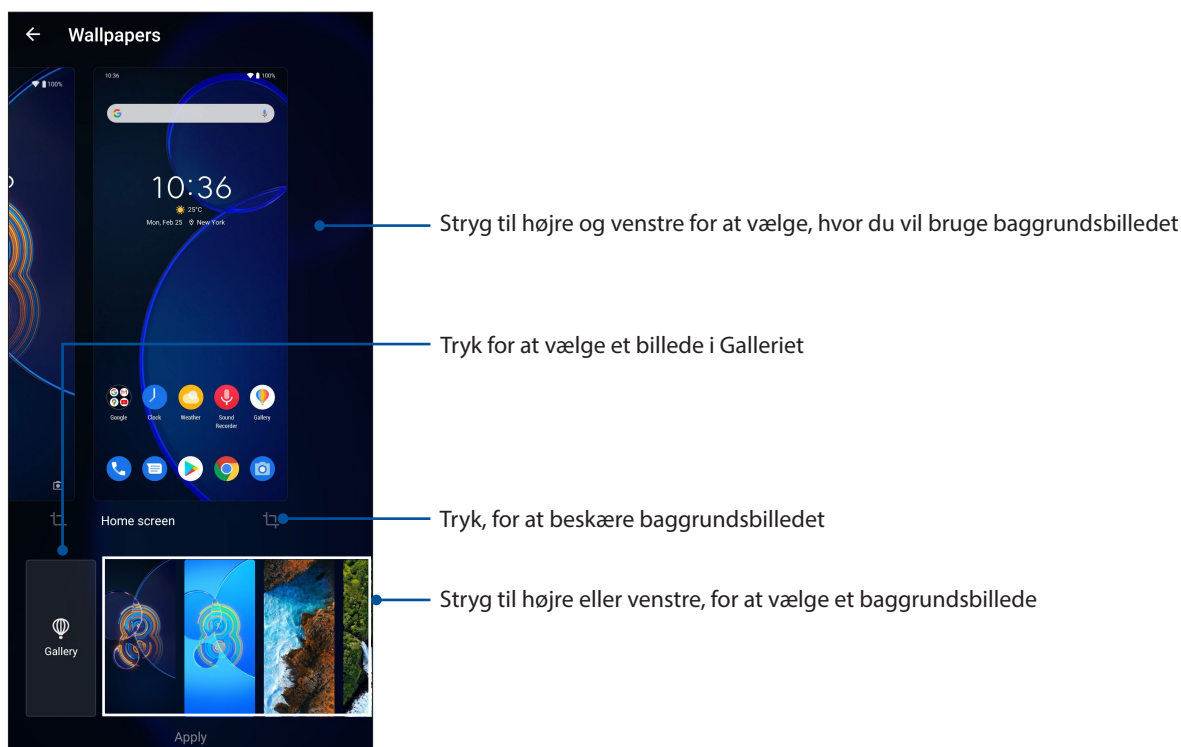 Wallpapers
100%
10:36
100%
10:36
25°C
Mon, Feb 25 New York
Stryg til højre og venstre for at vælge, hvor du vil bruge baggrundsbilledet
Tryk for at vælge et billede i Galleriet
Google
Clock
Weather
Sound
Recorder
Gallery
Home screen
Tryk, for at beskære baggrundsbilledet
Stryg til højre eller venstre, for at vælge et baggrundsbillede
Gallery
Apply